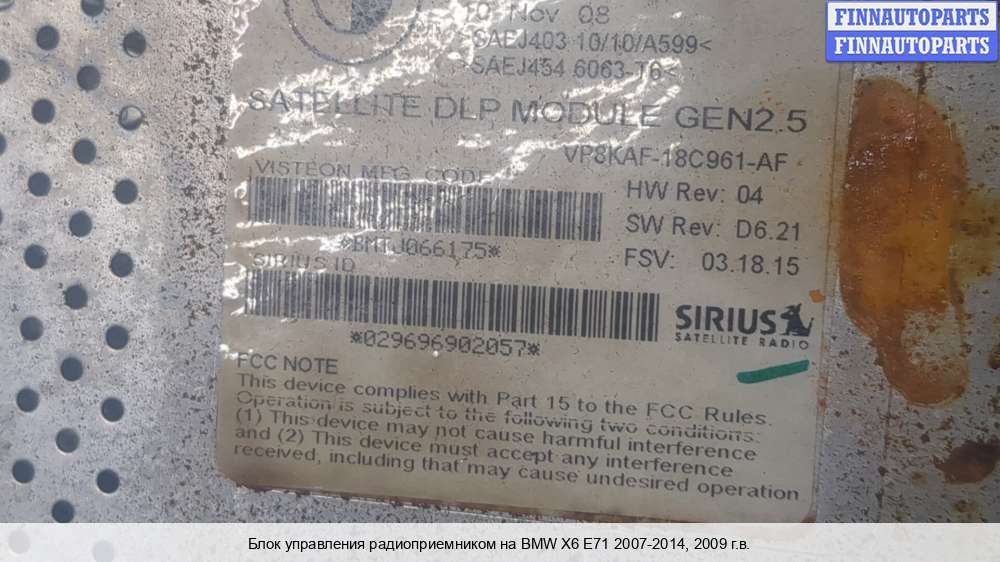 FINNAUTOPARTS
FINNAUTOPARTS
Nov 08
SAEJ403 10/10/A599<
SAEJ454 6063-T6<
SATELLITE DLP MODULE GEN2.5
VP8KAF-18C961-AF
VISTEON MFG. CODE
HW Rev: 04
SW Rev: D6.21
*BMTJ066175*
FSV: 03.18.15
SIRIUS ID
SIRIUS
SATELLITE RADIO
*029696902057*
FCC NOTE
This device complies with Part 15 to the FCC Rules.
Operation is subject to the following two conditions:
(1) This device may not cause harmful interference
and (2) This device must accept any interference
received, including that may cause undesired operation
Блок управления радиоприемником на BMW X6 E71 2007-2014, 2009 г.в.